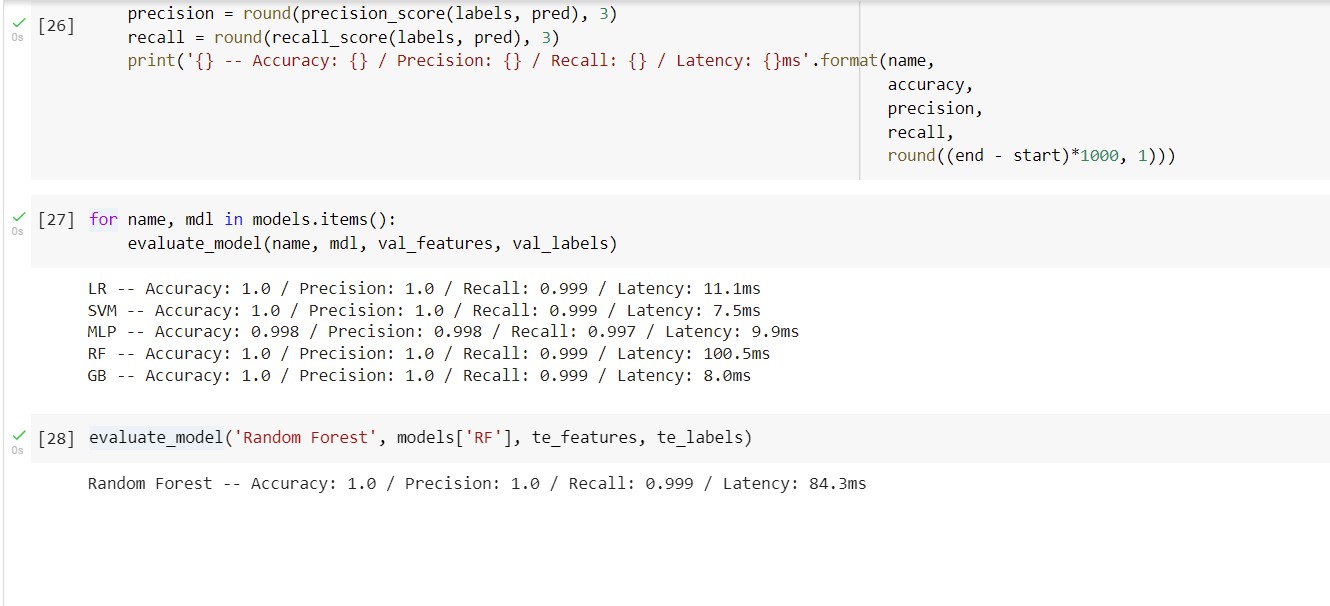 precision = round(precision_score(labels, pred), 3)
[26]
0s
recall = round(recall_score(labels, pred), 3)
print('{} -- Accuracy: {} / Precision: {} / Recall: {} / Latency: {}ms'.format(name,
accuracy,
precision,
recall,
round((end - start)*1000, 1)))
[27] for name, mdl in models.items():
0s
evaluate_model(name, mdl, val_features, val_labels)
LR -- Accuracy: 1.0 / Precision: 1.0 / Recall: 0.999 / Latency: 11.1ms
SVM -- Accuracy: 1.0 / Precision: 1.0 / Recall: 0.999 / Latency: 7.5ms
MLP -- Accuracy: 0.998 / Precision: 0.998 / Recall: 0.997 / Latency: 9.9ms
RF -- Accuracy: 1.0 / Precision: 1.0 / Recall: 0.999 / Latency: 100.5ms
GB -- Accuracy: 1.0 / Precision: 1.0 / Recall: 0.999 / Latency: 8.0ms
[28] evaluate_model('Random Forest', models['RF'], te_features, te_labels)
0s
Random Forest -- Accuracy: 1.0 / Precision: 1.0 / Recall: 0.999 / Latency: 84.3ms